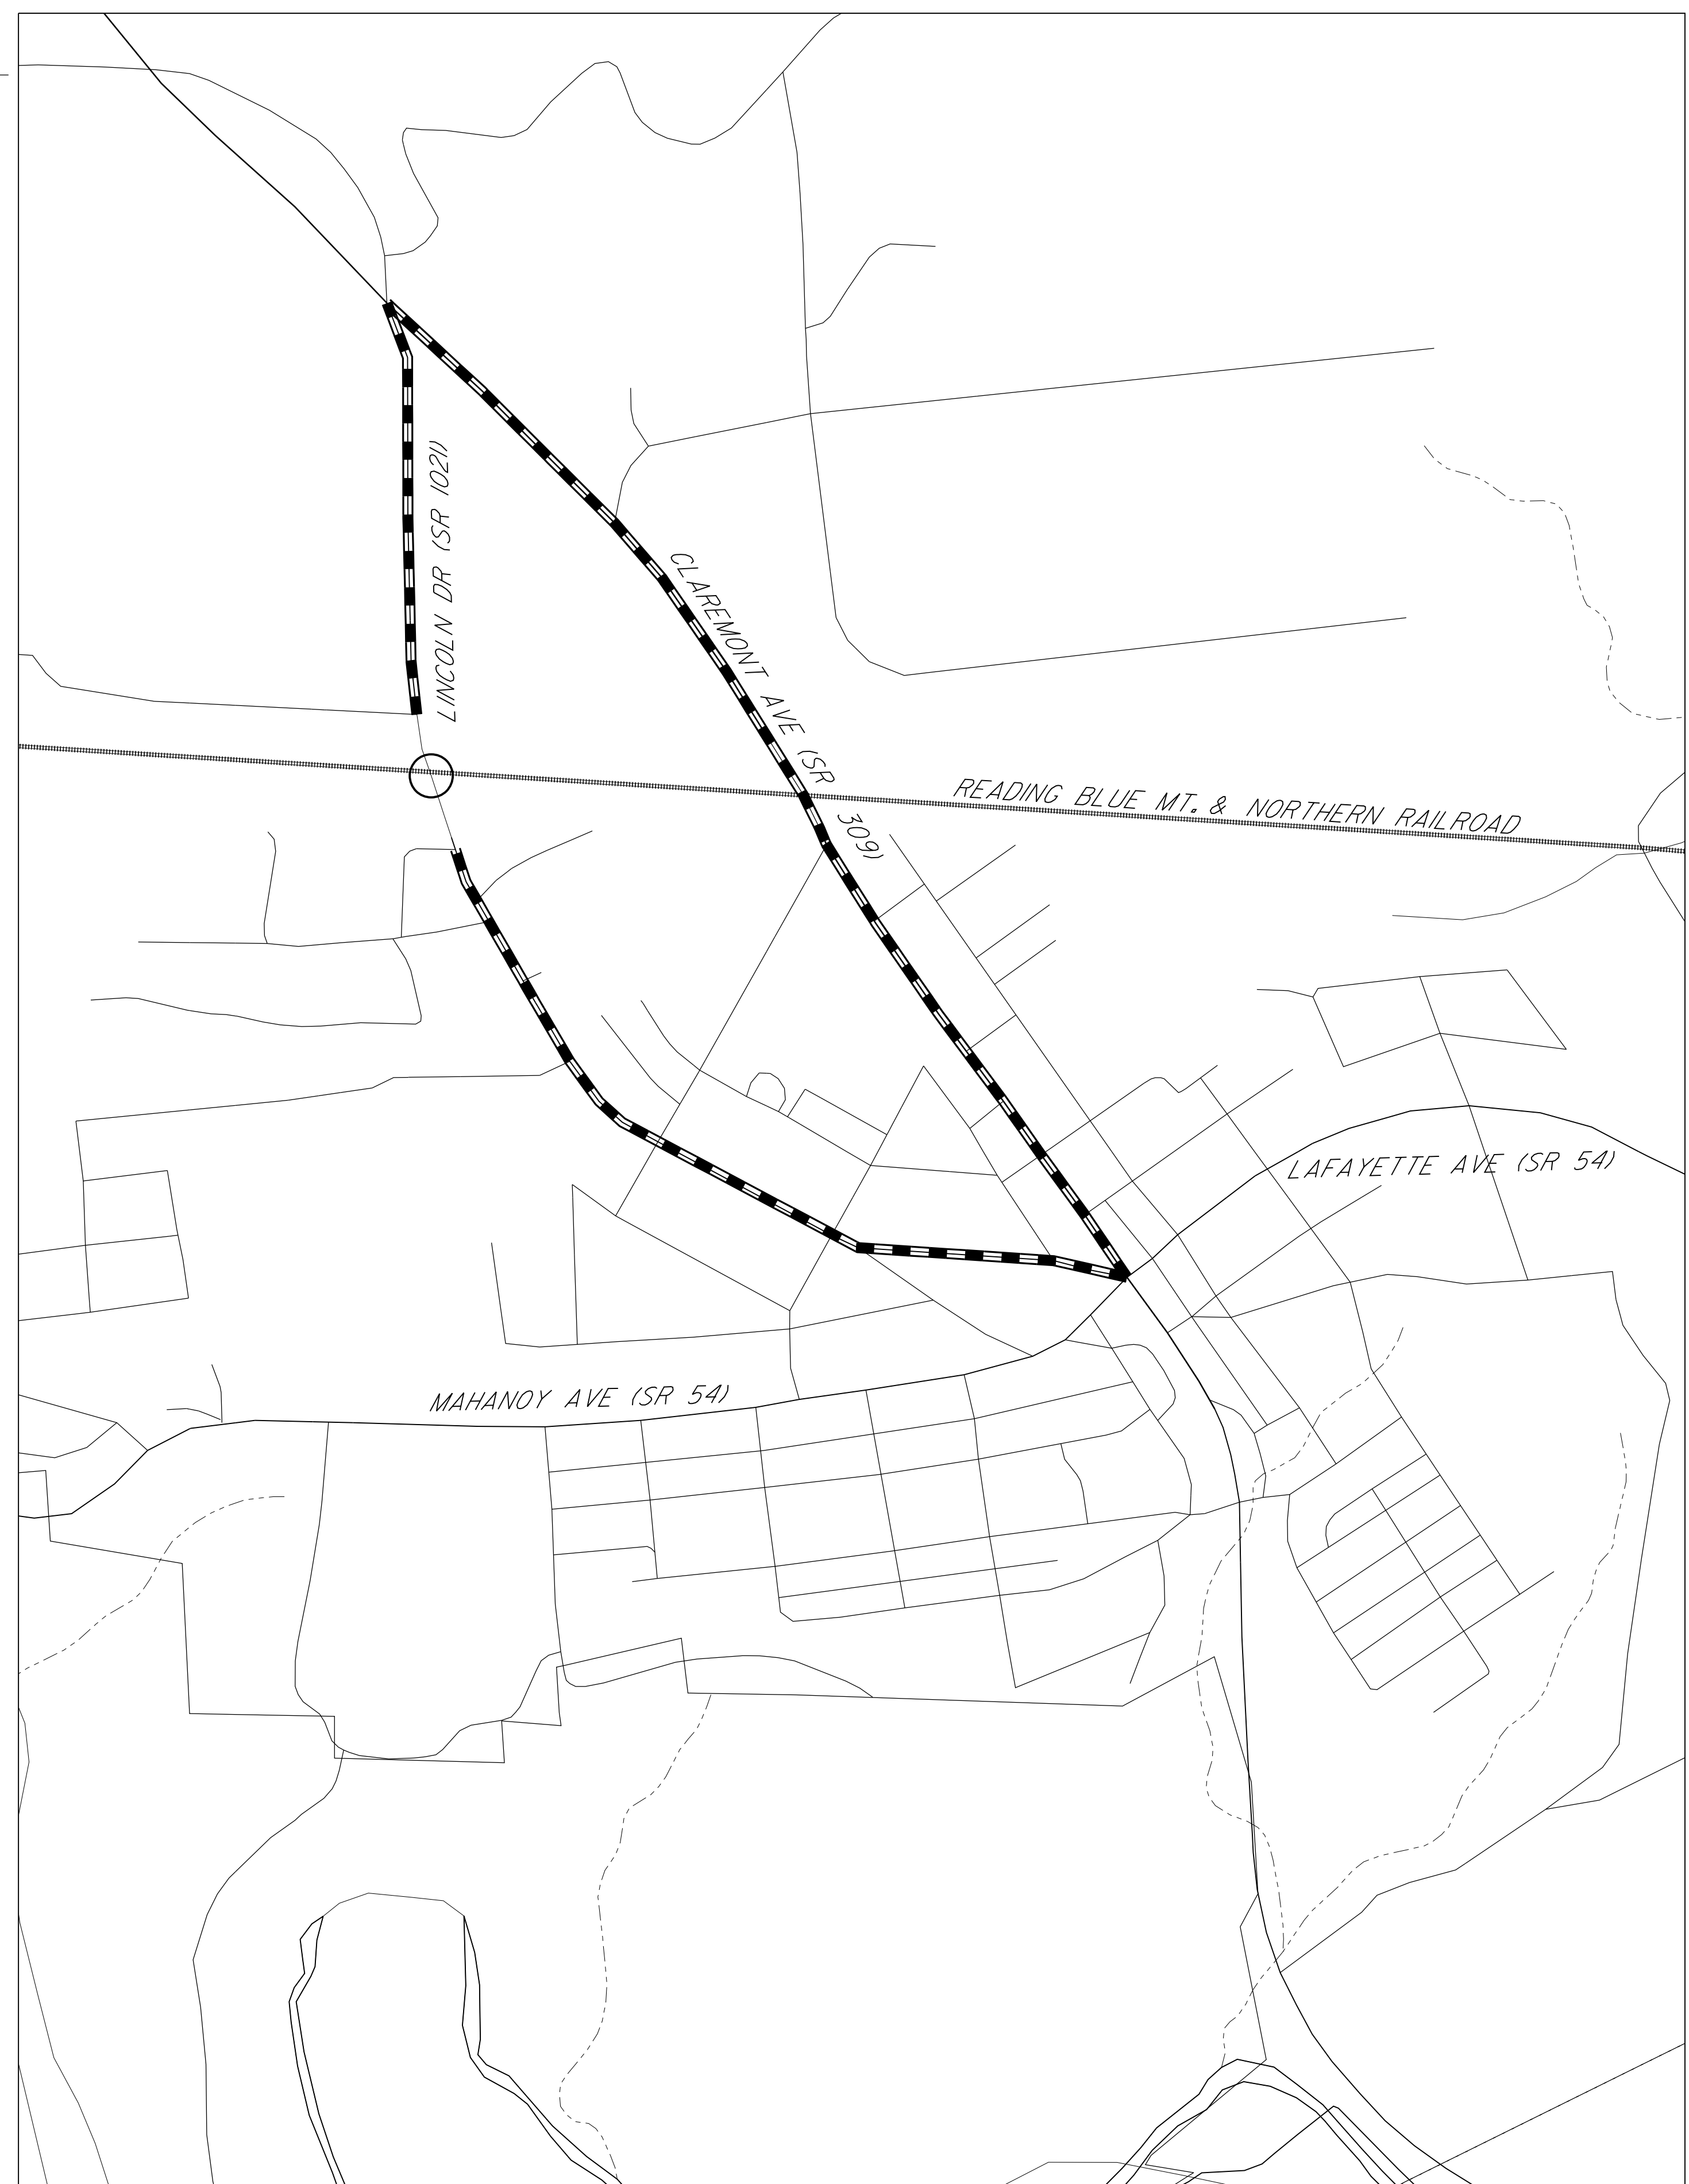 LINCOLN DR (SR 1021)
CLAREMONT AVE (SR 309)
READING BLUE MT. & NORTHERN RAILROAD
LAFAYETTE AVE (SR 54)
MAHANOY AVE (SR 54)